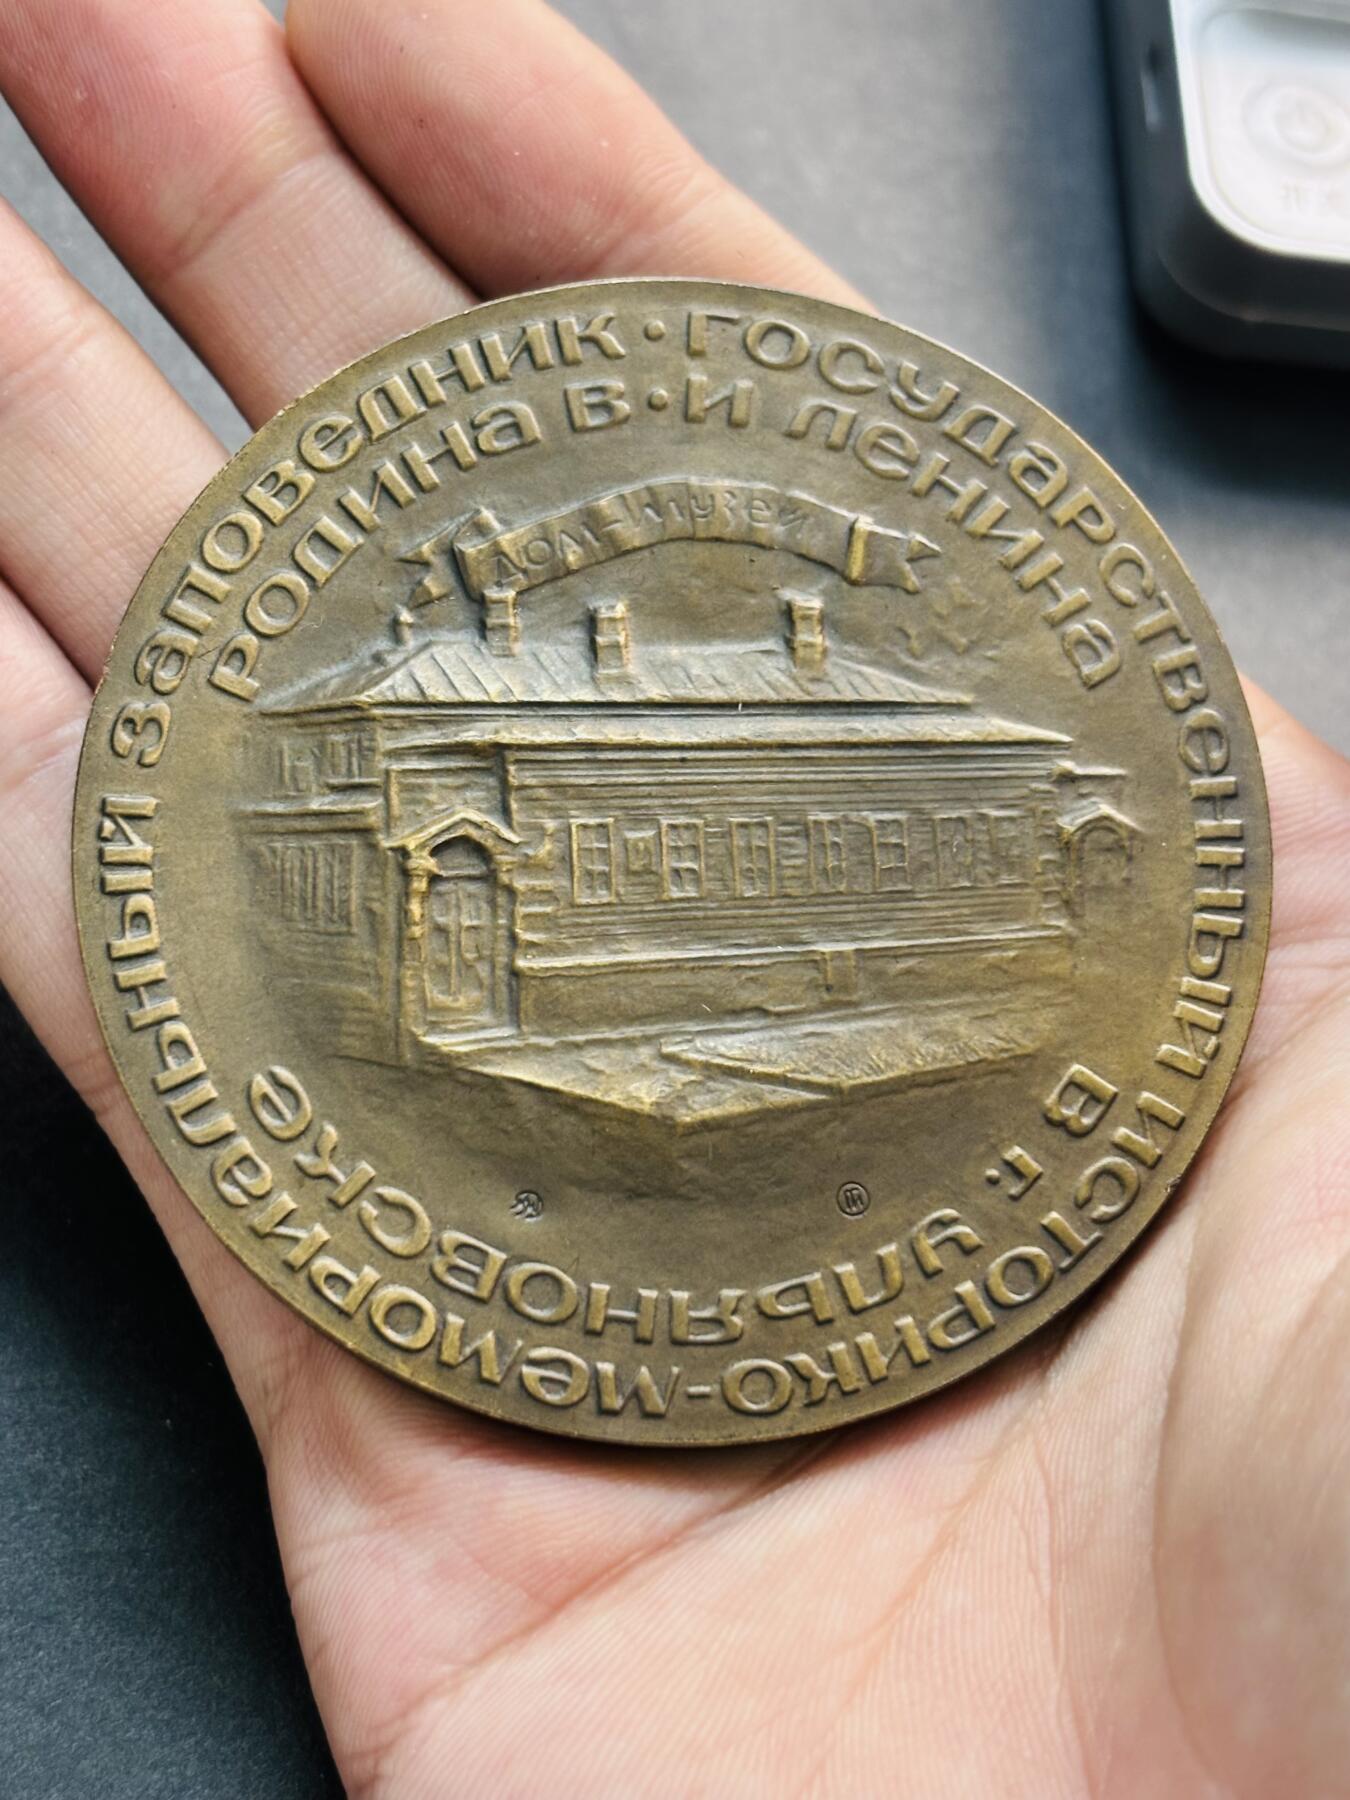 ГОСУДАРСТВЕННЫЙ ИСТОРИКО-МЕМОРИАЛЬНЫЙ ЗАПОВЕДНИК ·
РОДИНА В·И ЛЕНИНА
ДОМ-МУЗЕЙ
В г. УЛЬЯНОВСКЕ